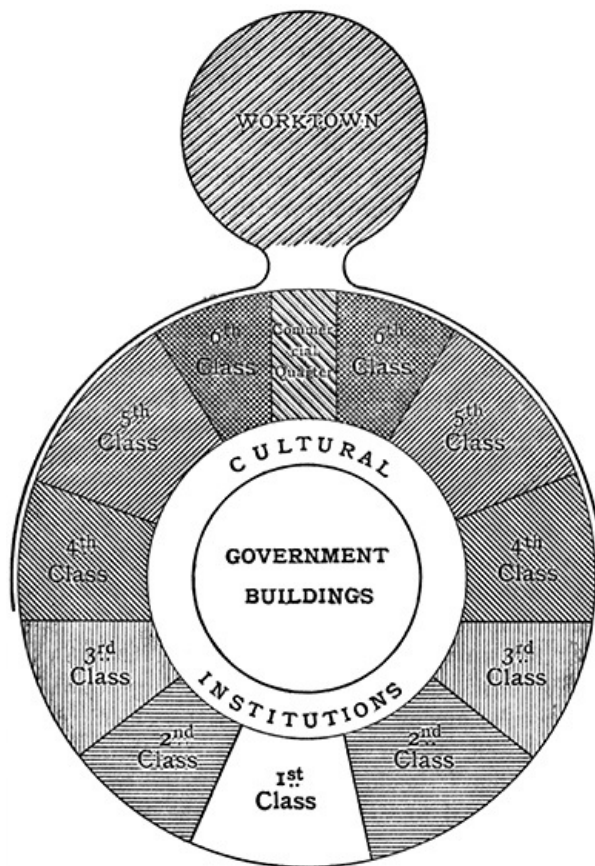 WORKTOWN
6th
Class
Commer
cial
Quarter
6th
Class
5th
Class
5th
Class
CULTURAL
4th
Class
GOVERNMENT
BUILDINGS
4th
Class
3rd
Class
INSTITUTIONS
3rd
Class
2nd
Class
1st
Class
2nd
Class